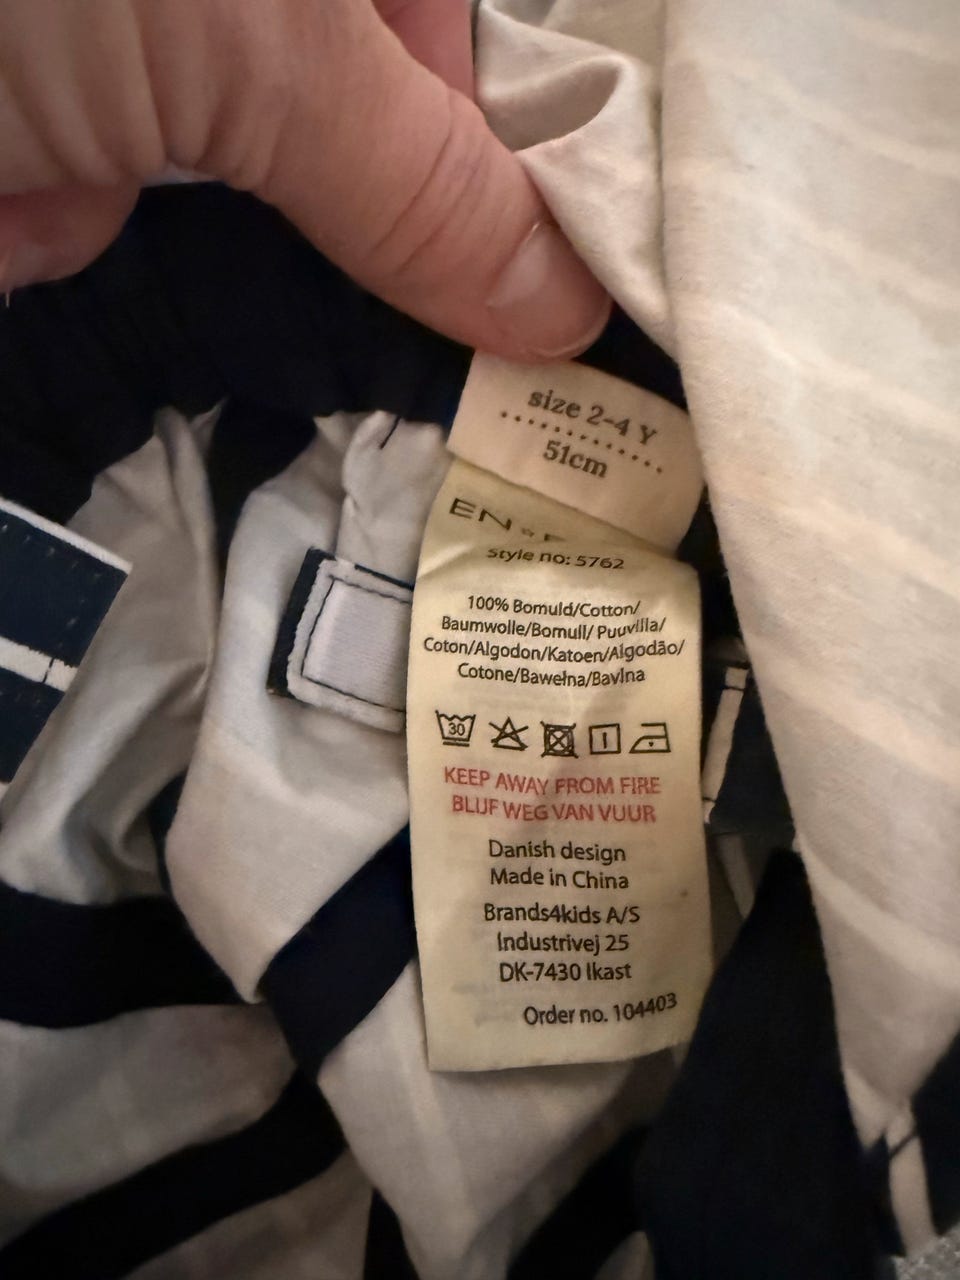 size 2-4 Y
51cm
EN
Style no: 5762
100% Bomuld/Cotton/
Baumwolle/Bomull/ Puuvilla/
Coton/Algodon/Katoen/Algodão/
Cotone/Bawełna/Bavlna
30
KEEP AWAY FROM FIRE
BLIJF WEG VAN VUUR
Danish design
Made in China
Brands4kids A/S
Industrivej 25
DK-7430 Ikast
Order no. 104403